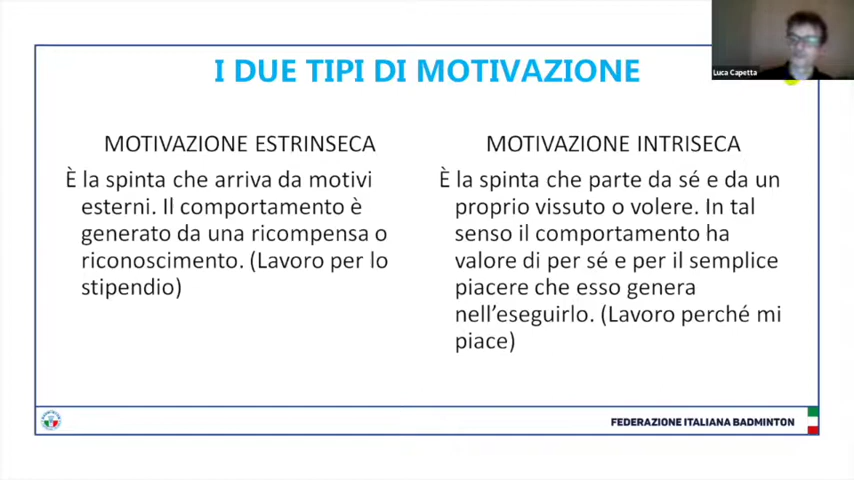 Luca Capetta
I DUE TIPI DI MOTIVAZIONE
MOTIVAZIONE ESTRINSECA
È la spinta che arriva da motivi
esterni. Il comportamento è
generato da una ricompensa o
riconoscimento. (Lavoro per lo
stipendio)
MOTIVAZIONE INTRISECA
È la spinta che parte da sé e da un
proprio vissuto o volere. In tal
senso il comportamento ha
valore di per sé e per il semplice
piacere che esso genera
nell’eseguirlo. (Lavoro perché mi
piace)
FEDERAZIONE ITALIANA BADMINTON